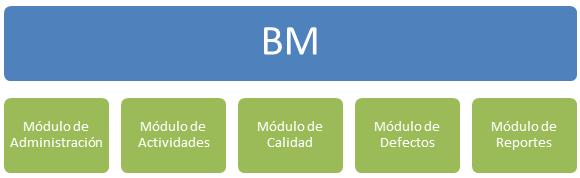 BM
Módulo de
Administración
Módulo de
Actividades
Módulo de
Calidad
Módulo de
Defectos
Módulo de
Reportes